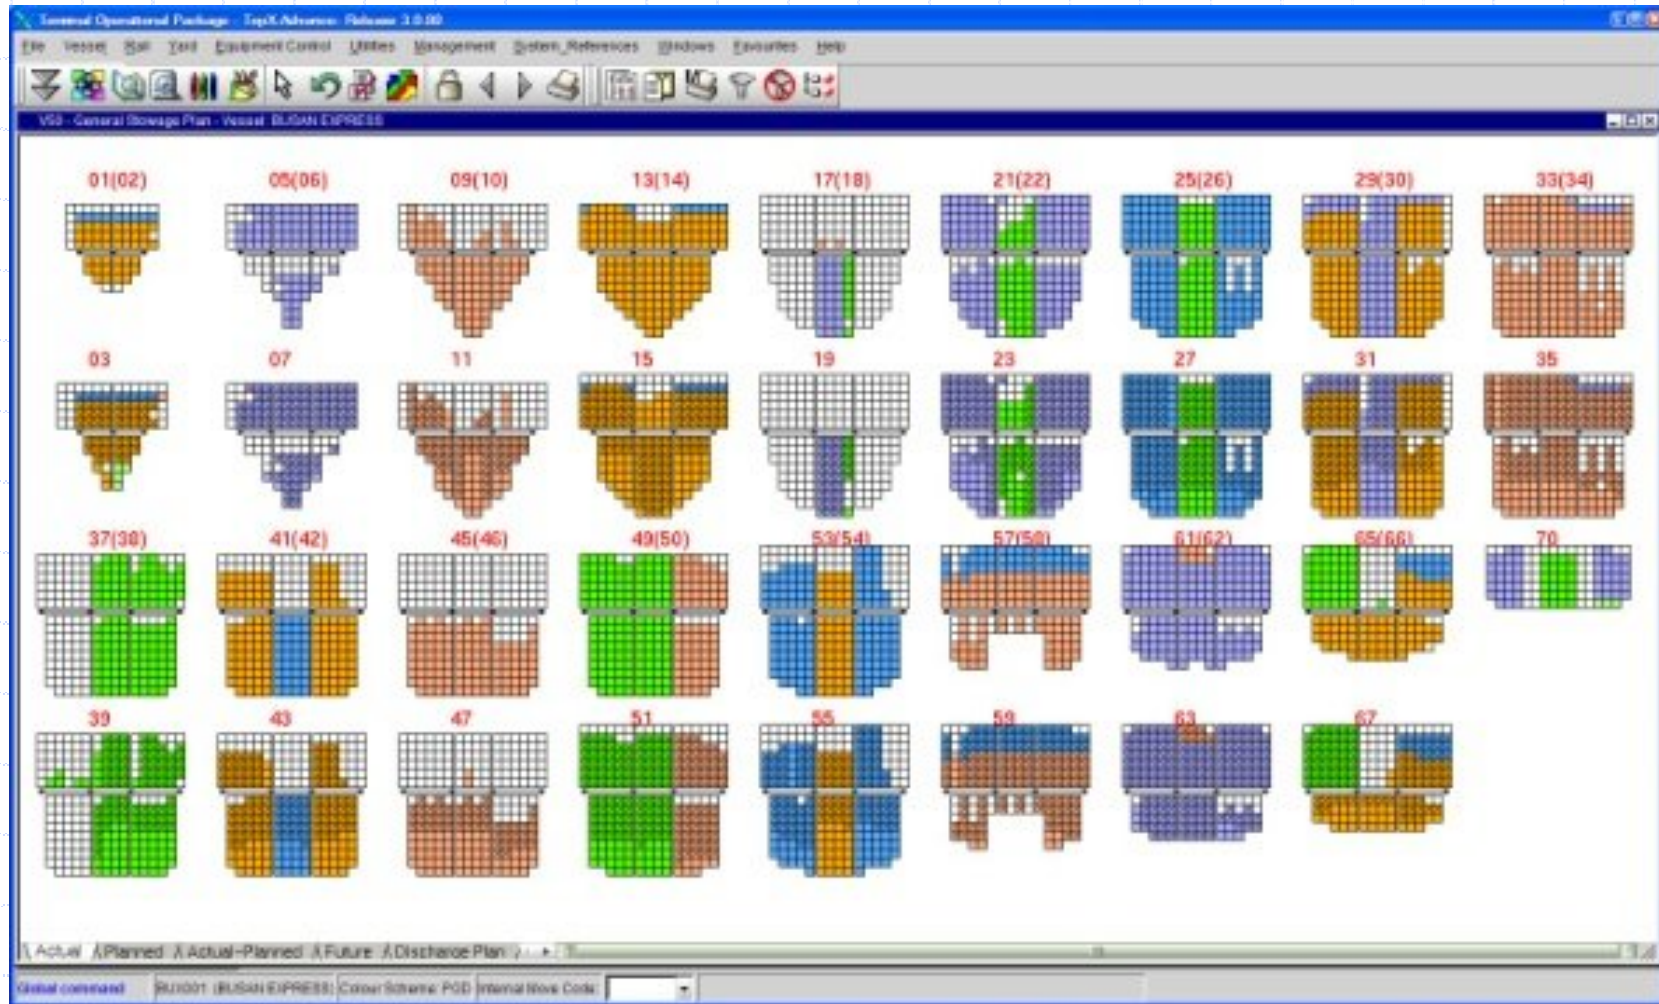 Terminal Operational Package - TopX-Advance: Release 3.0.00
File Vessel Rail Yard Equipment Control Utilities Management System_References Windows Favourites Help
V50 - General Stowage Plan - Vessel BUSAN EXPRESS
01(02) 05(06) 09(10) 13(14) 17(18) 21(22) 25(26) 29(30) 33(34)
03 07 11 15 19 23 27 31 35
37(38) 41(42) 45(46) 49(50) 53(54) 57(58) 61(62) 65(66) 70
39 43 47 51 55 59 63 67
Actual Planned Actual-Planned Future Discharge Plan
Global command BUX001 (BUSAN EXPRESS) Colour Scheme: POD Internal Move Code: